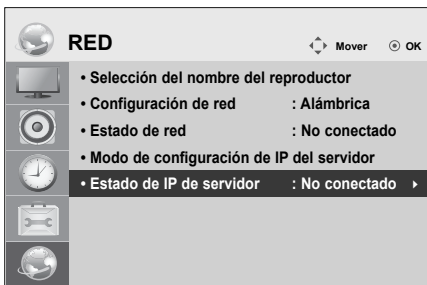 RED
Mover OK
• Selección del nombre del reproductor
• Configuración de red : Alámbrica
• Estado de red : No conectado
• Modo de configuración de IP del servidor
• Estado de IP de servidor : No conectado